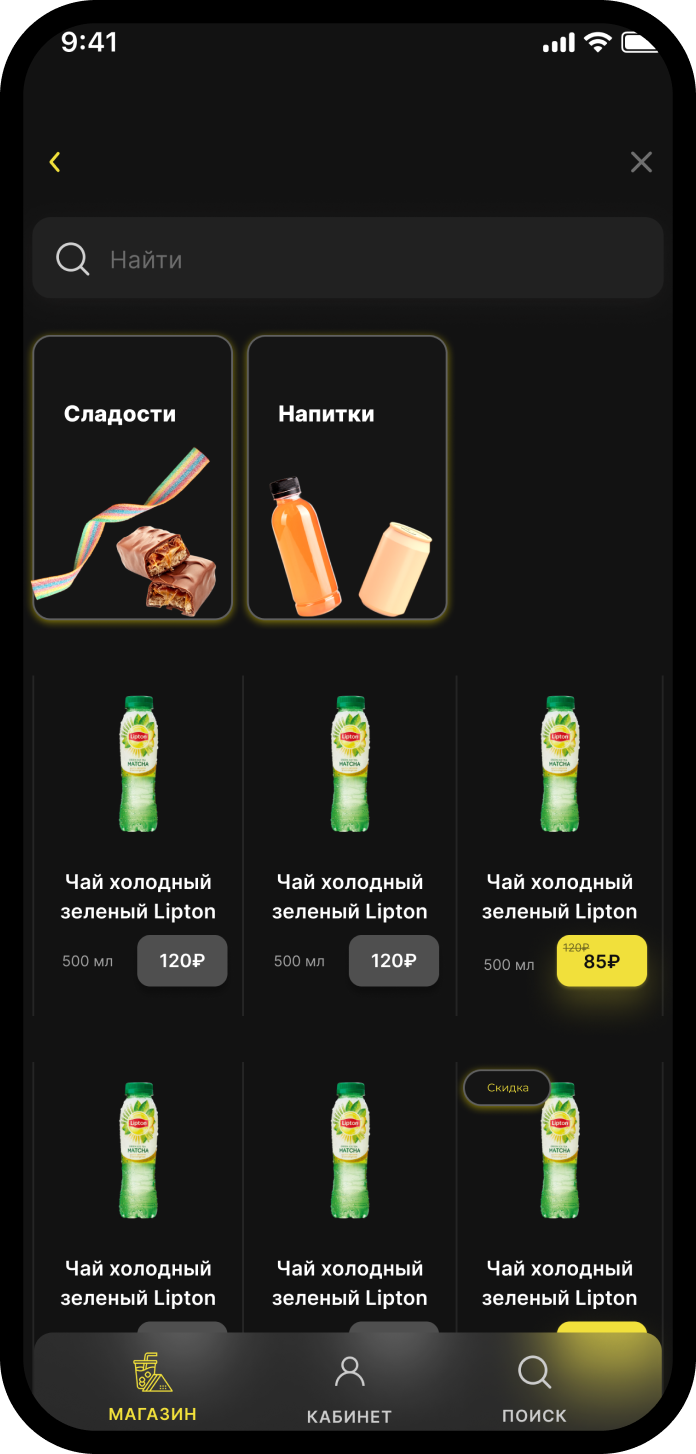 9:41
Найти
Сладости
Напитки
Lipton
MATCHA
Lipton
MATCHA
Lipton
MATCHA
Чай холодный
зеленый Lipton
500 мл
120₽
Чай холодный
зеленый Lipton
500 мл
120₽
Чай холодный
зеленый Lipton
500 мл
120₽
85₽
Скидка
Lipton
MATCHA
Lipton
MATCHA
Lipton
MATCHA
Чай холодный
зеленый Lipton
Чай холодный
зеленый Lipton
Чай холодный
зеленый Lipton
МАГАЗИН
КАБИНЕТ
ПОИСК